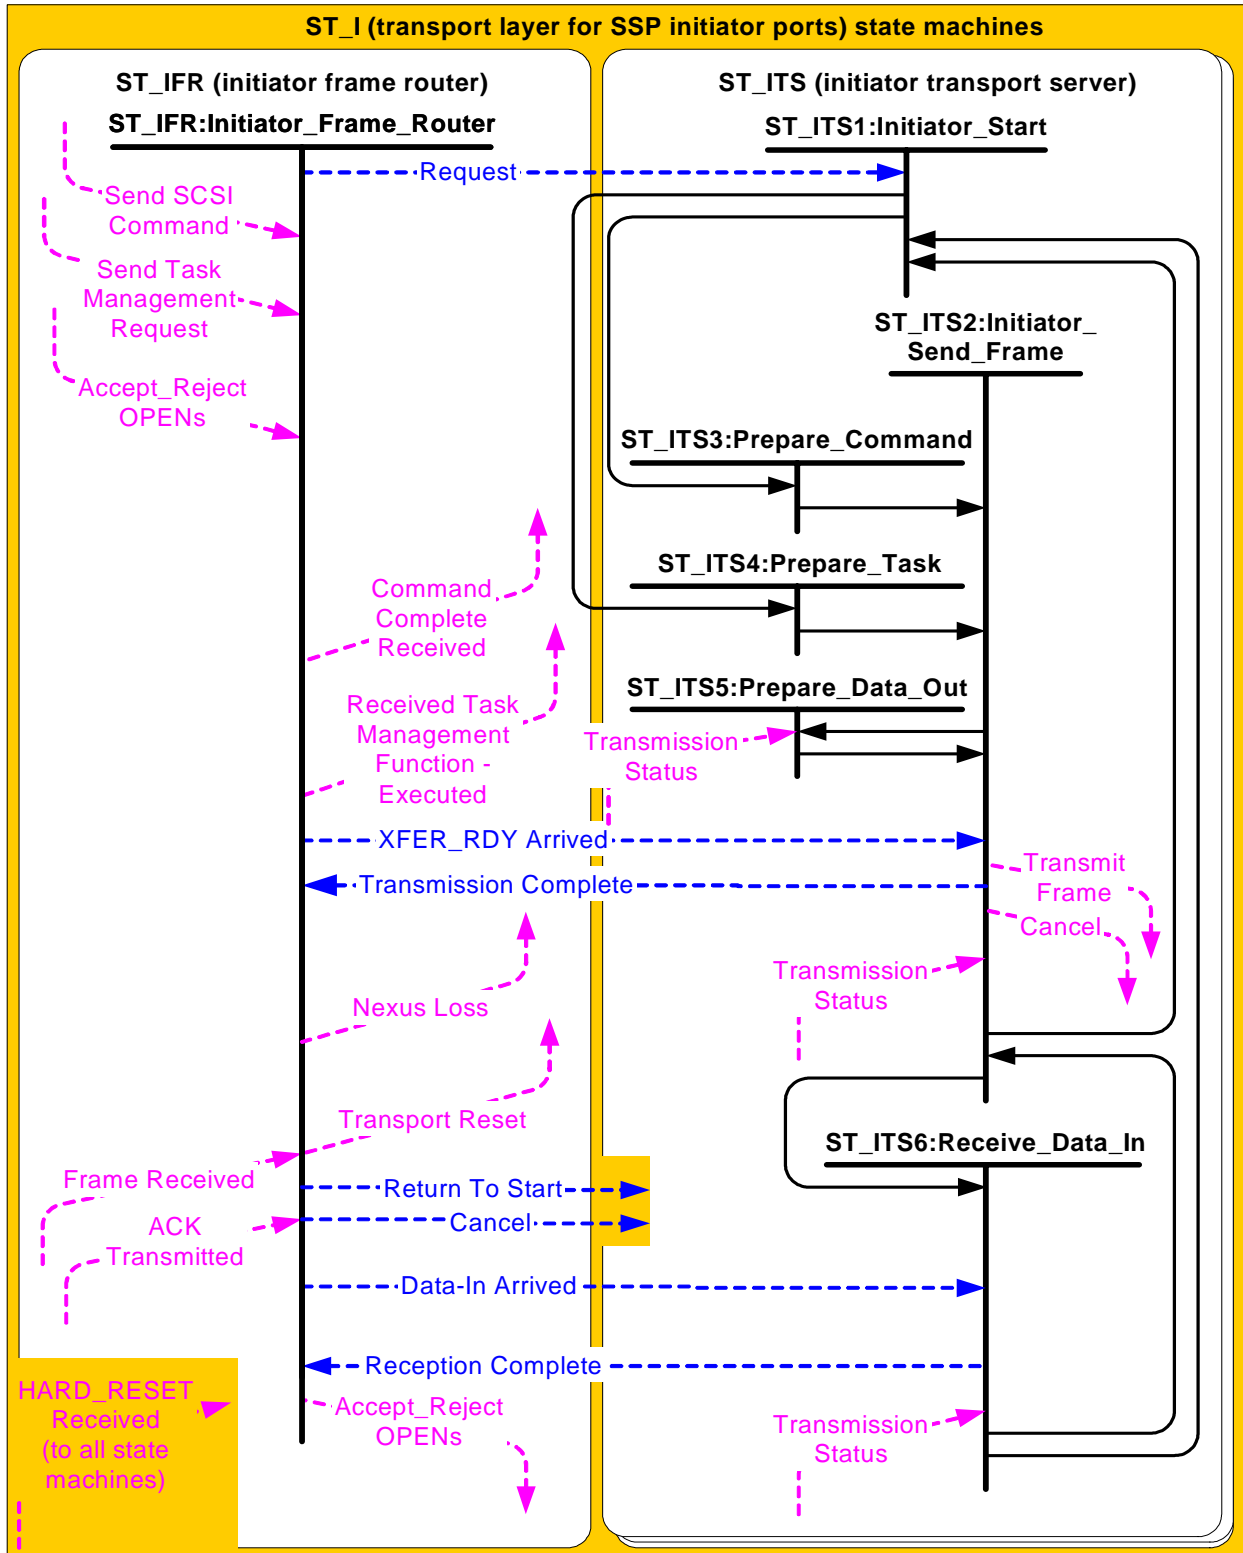 ST_I (transport layer for SSP initiator ports) state machines
ST_IFR (initiator frame router)
ST_IFR:Initiator_Frame_Router
Send SCSI
Command
Send Task
Management
Request
Accept_Reject
OPENs
Request
Command
Complete
Received
Received Task
Management
Function -
Executed
XFER_RDY Arrived
Transmission Complete
Nexus Loss
Transport Reset
Frame Received
Return To Start
ACK
Transmitted
Cancel
Data-In Arrived
Reception Complete
HARD_RESET
Received
(to all state
machines)
Accept_Reject
OPENs
ST_ITS (initiator transport server)
ST_ITS1:Initiator_Start
ST_ITS2:Initiator_
Send_Frame
ST_ITS3:Prepare_Command
ST_ITS4:Prepare_Task
ST_ITS5:Prepare_Data_Out
Transmission
Status
Transmit
Frame
Cancel
Transmission
Status
ST_ITS6:Receive_Data_In
Transmission
Status